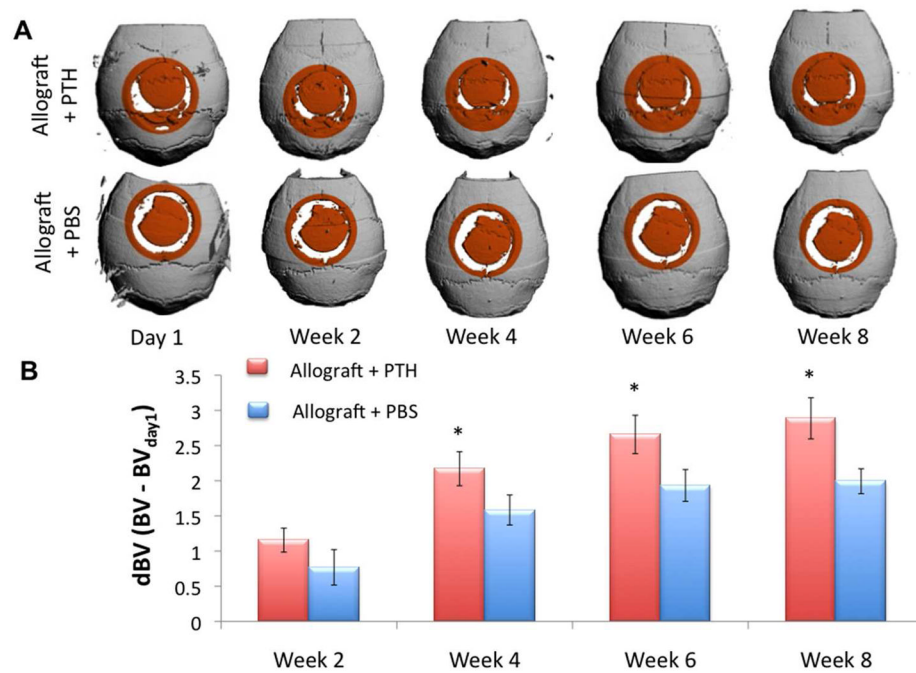 A
Allograft
+ PTH
Allograft
+ PBS
Day 1
Week 2
Week 4
Week 6
Week 8
B
Allograft + PTH
Allograft + PBS
dBV (BV - BVday1)
3.5
3
2.5
2
1.5
1
0.5
0
*
*
*
Week 2
Week 4
Week 6
Week 8